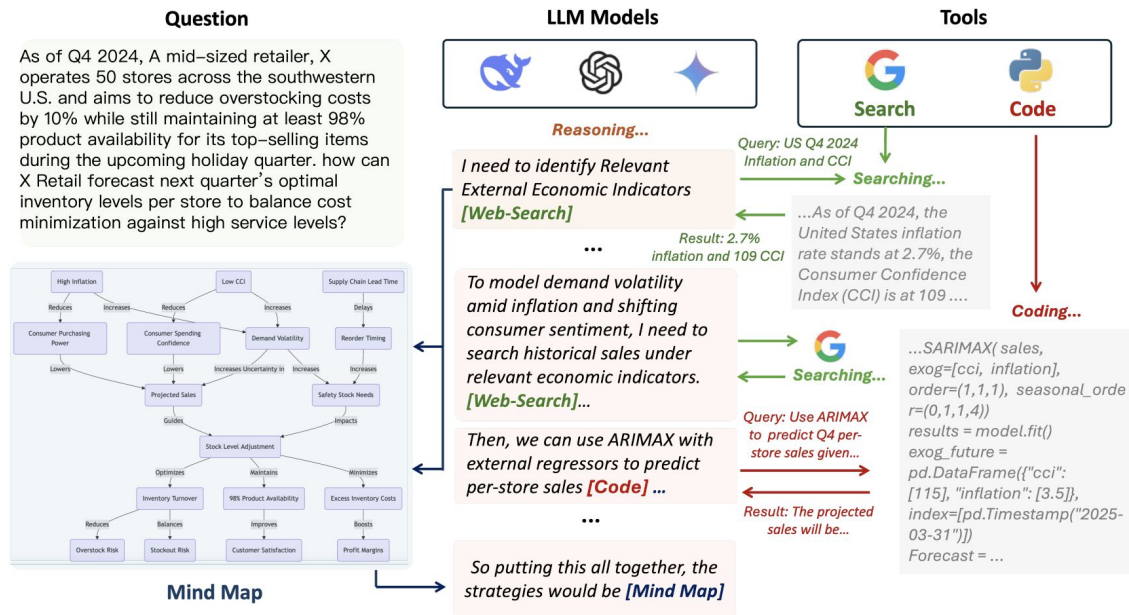 Question
As of Q4 2024, A mid-sized retailer, X
operates 50 stores across the southwestern
U.S. and aims to reduce overstocking costs
by 10% while still maintaining at least 98%
product availability for its top-selling items
during the upcoming holiday quarter. how can
X Retail forecast next quarter's optimal
inventory levels per store to balance cost
minimization against high service levels?
High Inflation
Low CCI
Supply Chain Lead Time
Reduces
Increases
Reduces
Increases
Delays
Consumer Purchasing
Power
Consumer Spending
Confidence
Demand Volatility
Reorder Timing
Lowers
Lowers
Increases Uncertainty in
Increases
Increases
Projected Sales
Safety Stock Needs
Guides
Impacts
Stock Level Adjustment
Optimizes
Maintains
Minimizes
Inventory Turnover
98% Product Availability
Excess Inventory Costs
Reduces
Balances
Improves
Boosts
Overstock Risk
Stockout Risk
Customer Satisfaction
Profit Margins
Mind Map
LLM Models
Reasoning...
I need to identify Relevant
External Economic Indicators
[Web-Search]
...
To model demand volatility
amid inflation and shifting
consumer sentiment, I need to
search historical sales under
relevant economic indicators.
[Web-Search]...
Then, we can use ARIMAX with
external regressors to predict
per-store sales [Code] ...
...
So putting this all together, the
strategies would be [Mind Map]
Query: US Q4 2024
Inflation and CCI
Result: 2.7%
inflation and 109 CCI
Query: Use ARIMAX
to predict Q4 per-
store sales given...
Result: The projected
sales will be...
Tools
Search
Code
Searching...
...As of Q4 2024, the
United States inflation
rate stands at 2.7%, the
Consumer Confidence
Index (CCI) is at 109 ....
Coding...
Searching...
...SARIMAX( sales,
exog=[cci, inflation],
order=(1,1,1), seasonal_orde
r=(0,1,1,4))
results = model.fit()
exog_future =
pd.DataFrame({"cci":
[115], "inflation": [3.5]},
index=[pd.Timestamp("2025-
03-31")])
Forecast = ...